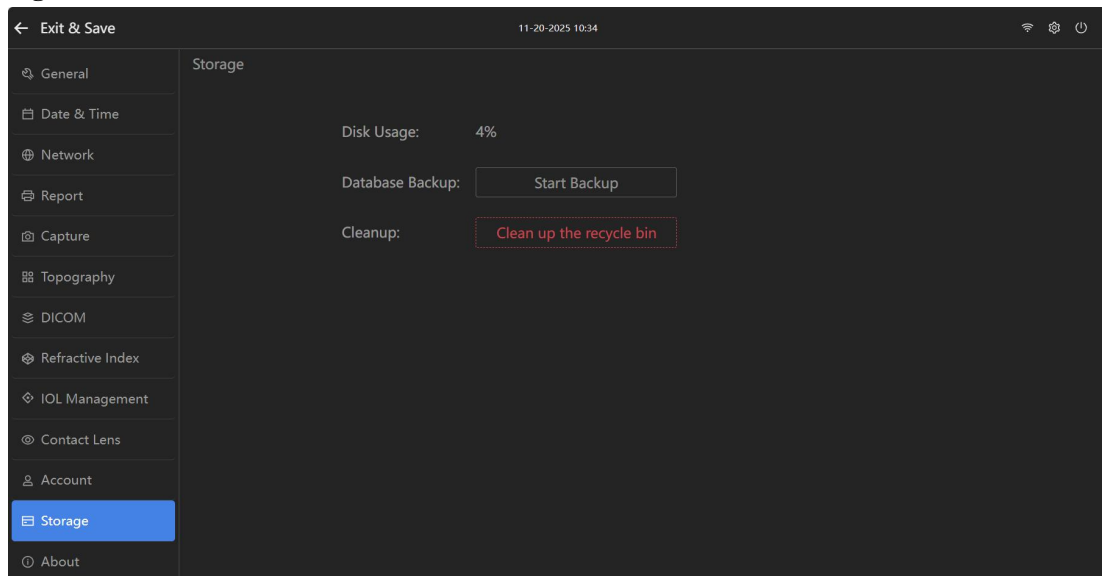 Exit & Save
11-20-2025 10:34
General
Date & Time
Network
Report
Capture
Topography
DICOM
Refractive Index
IOL Management
Contact Lens
Account
Storage
About
Storage
Disk Usage: 4%
Database Backup: Start Backup
Cleanup: Clean up the recycle bin